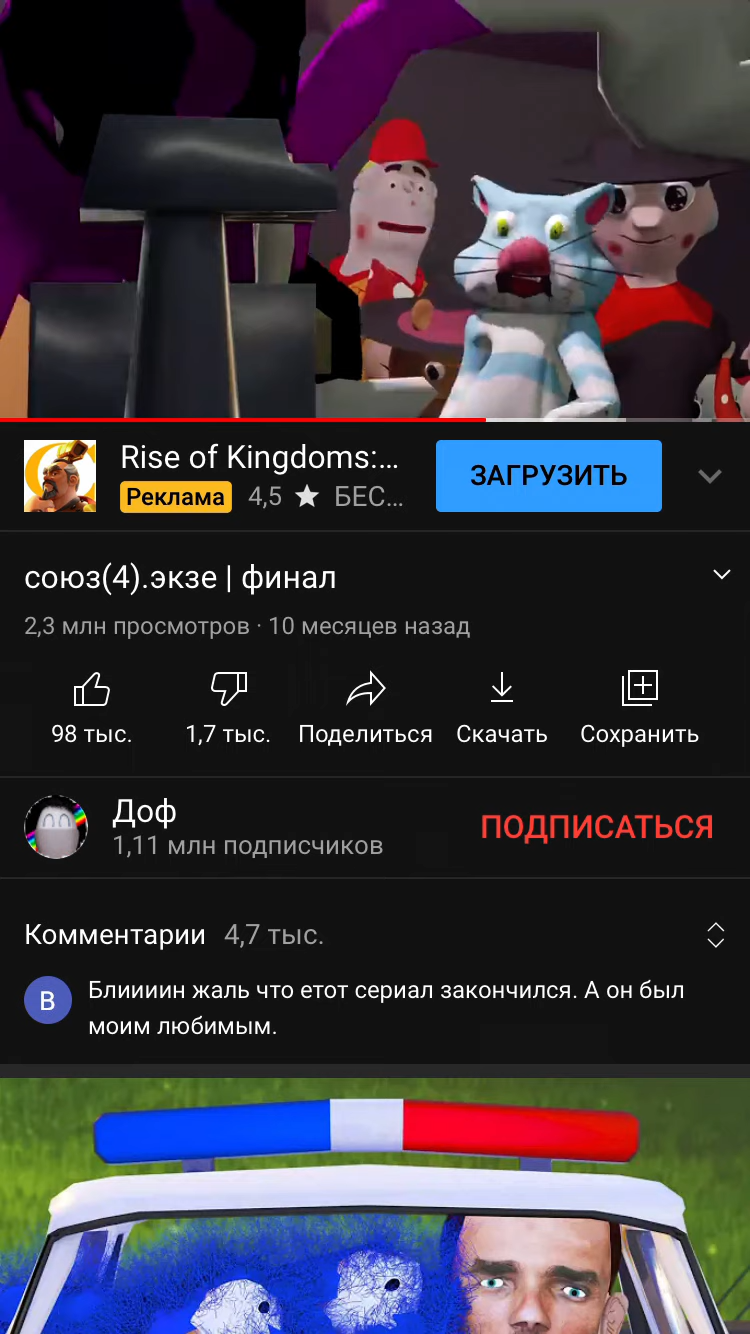 Rise of Kingdoms:...
ЗАГРУЗИТЬ
Реклама 4,5 ★ БЕС...
союз(4).экзе | финал
2,3 млн просмотров · 10 месяцев назад
98 тыс. 1,7 тыс. Поделиться Скачать Сохранить
Доф
1,11 млн подписчиков
ПОДПИСАТЬСЯ
Комментарии 4,7 тыс.
В
Блиииин жаль что етот сериал закончился. А он был
моим любимым.